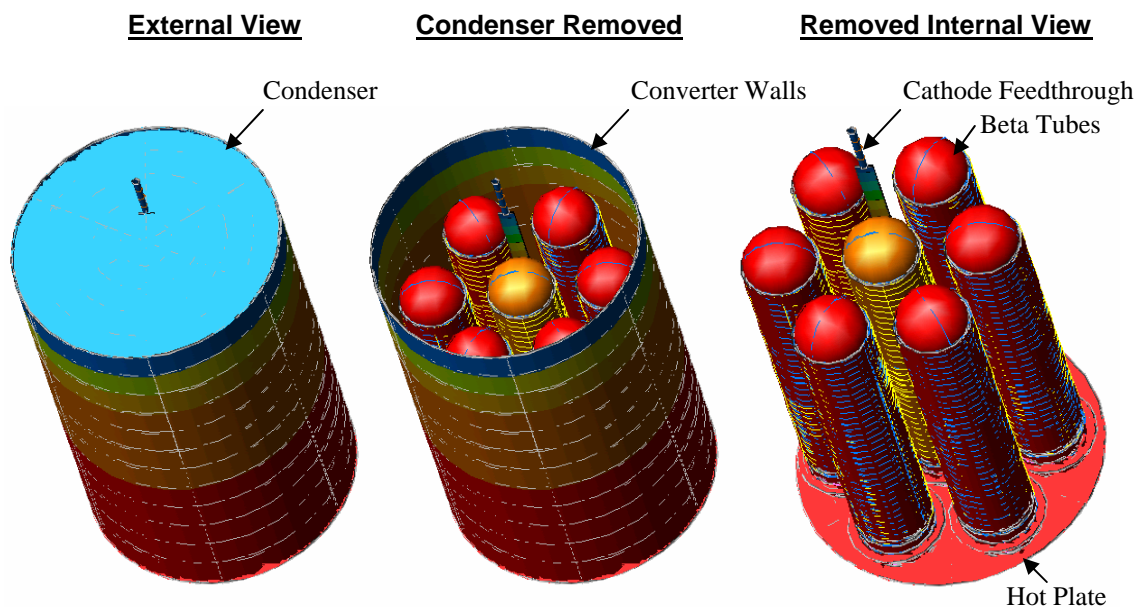 External View
Condenser Removed
Removed Internal View
Condenser
Converter Walls
Cathode Feedthrough
Beta Tubes
Hot Plate